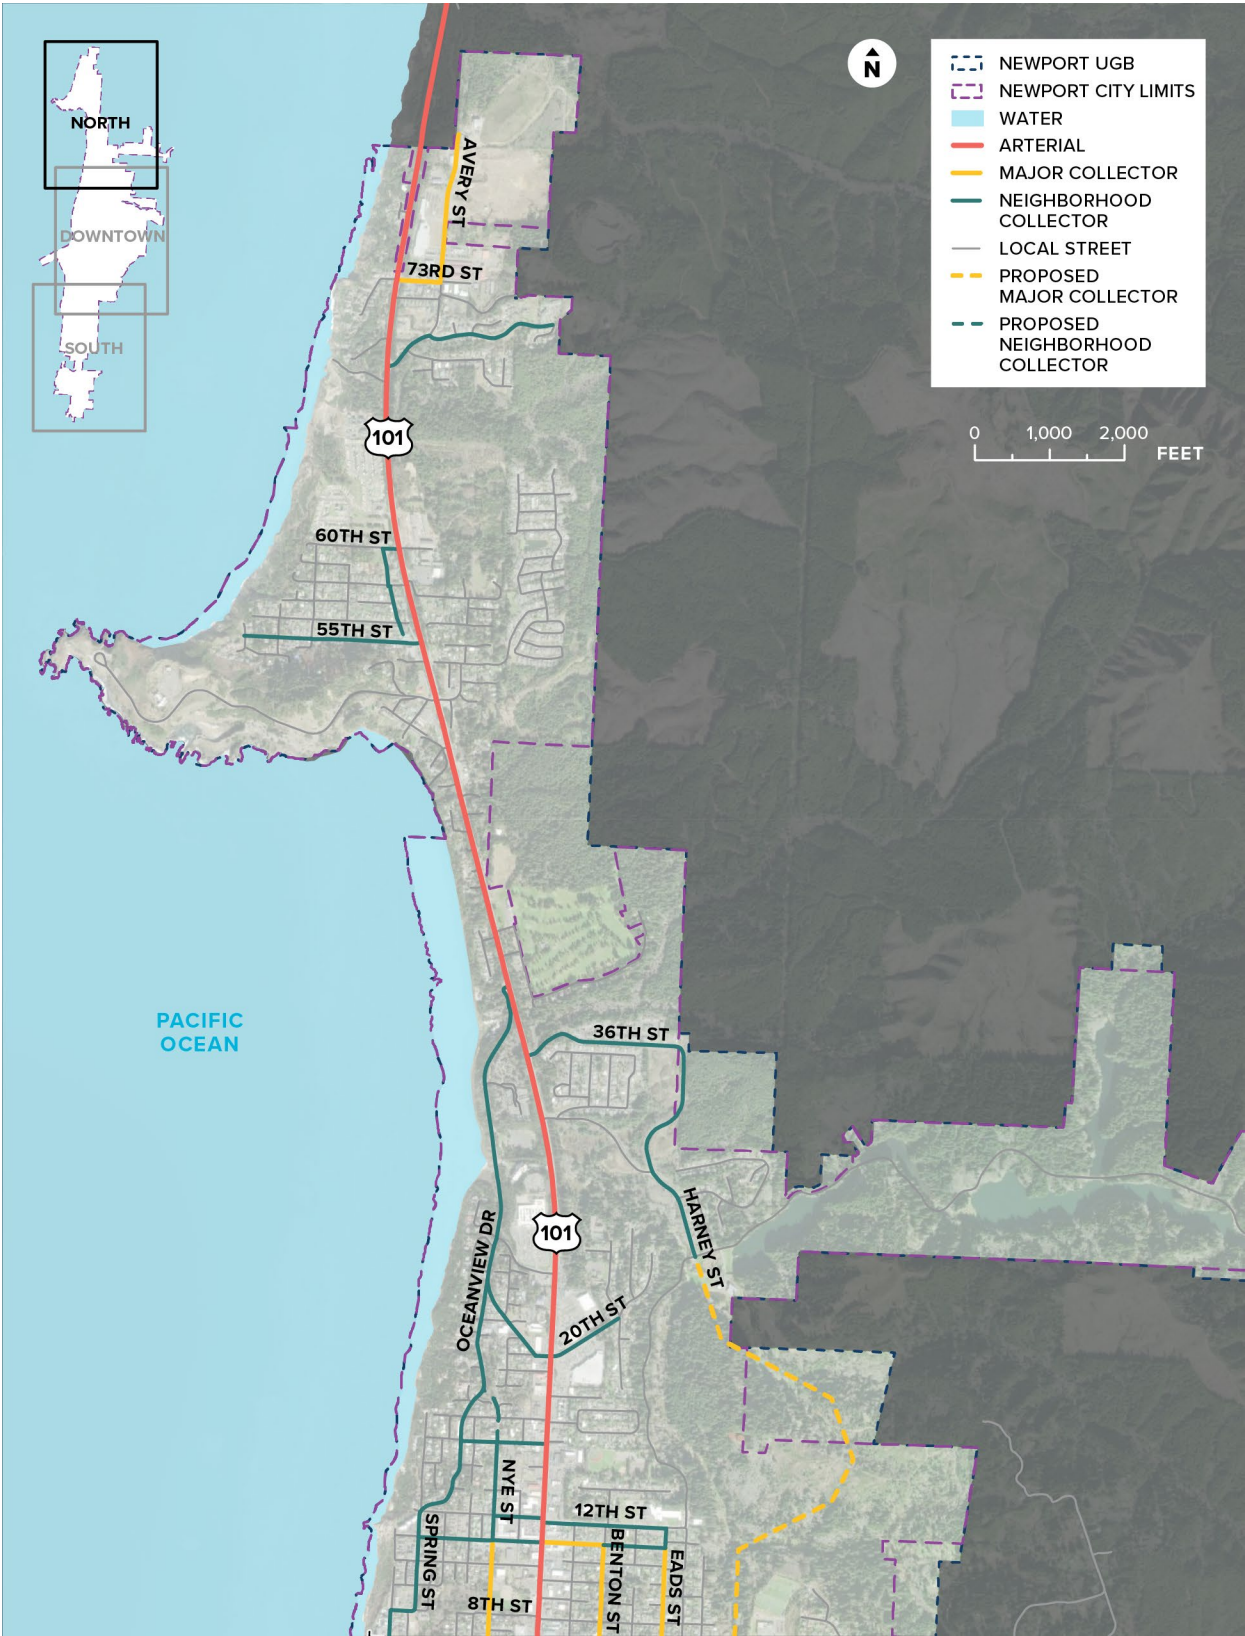 NORTH
DOWNTOWN
SOUTH
N
NEWPORT UGB
NEWPORT CITY LIMITS
WATER
ARTERIAL
MAJOR COLLECTOR
NEIGHBORHOOD
COLLECTOR
LOCAL STREET
PROPOSED
MAJOR COLLECTOR
PROPOSED
NEIGHBORHOOD
COLLECTOR
0 1,000 2,000
FEET
AVERY ST
73RD ST
101
60TH ST
55TH ST
PACIFIC
OCEAN
36TH ST
HARNEY ST
101
OCEANVIEW DR
20TH ST
NYE ST
12TH ST
SPRING ST
BENTON ST
EADS ST
8TH ST